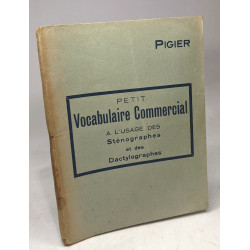 PIGIER
PETIT
Vocabulaire Commercial
A L'USAGE DES
Sténographes
et des
Dactylographes